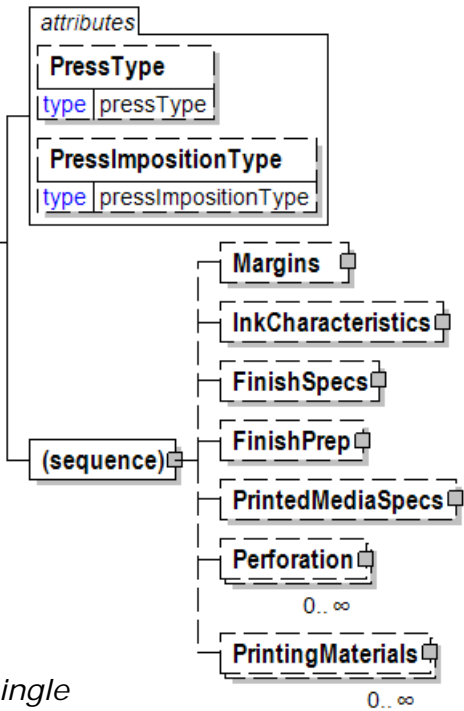 attributes
PressType
type pressType
PressImpositionType
type pressImpositionType
Margins
InkCharacteristics
FinishSpecs
FinishPrep
(sequence)
PrintedMediaSpecs
Perforation
0.. ∞
PrintingMaterials
0.. ∞
ingle